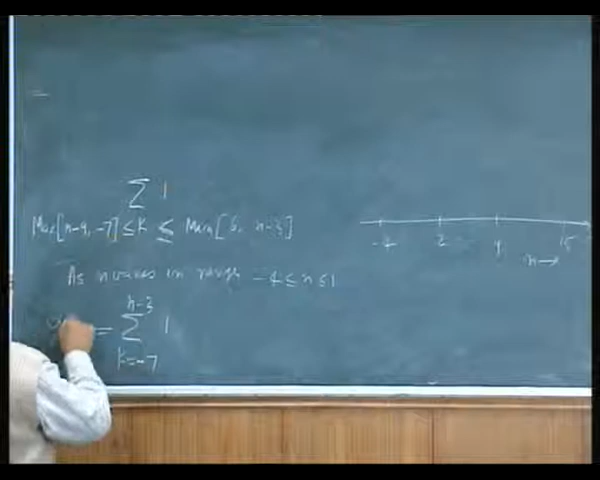 ∑ 1
Max[n-9, -7] ≤ K ≤ Min[6, n-3]
-4 2 9 15
n→
As n varies in range -4 ≤ n ≤ 1
n-3
= ∑ 1
K=-7